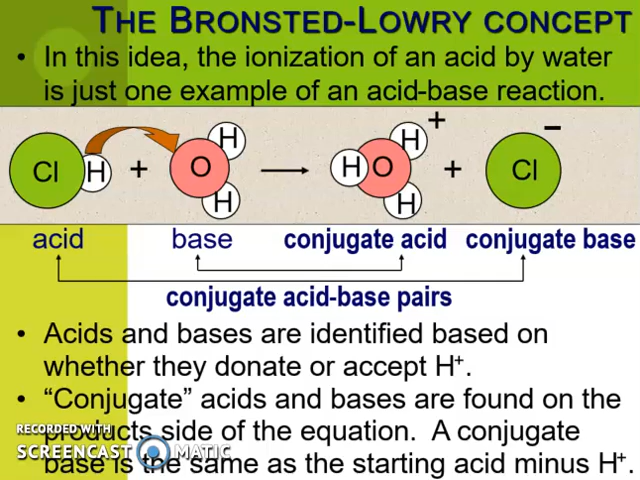 THE BRONSTED-LOWRY CONCEPT
• In this idea, the ionization of an acid by water
is just one example of an acid-base reaction.
Cl H + O H H → H O H H + + Cl –
acid base conjugate acid conjugate base
conjugate acid-base pairs
• Acids and bases are identified based on
whether they donate or accept H⁺.
• “Conjugate” acids and bases are found on the
products side of the equation. A conjugate
base is the same as the starting acid minus H⁺.
RECORDED WITH
SCREENCAST MATIC